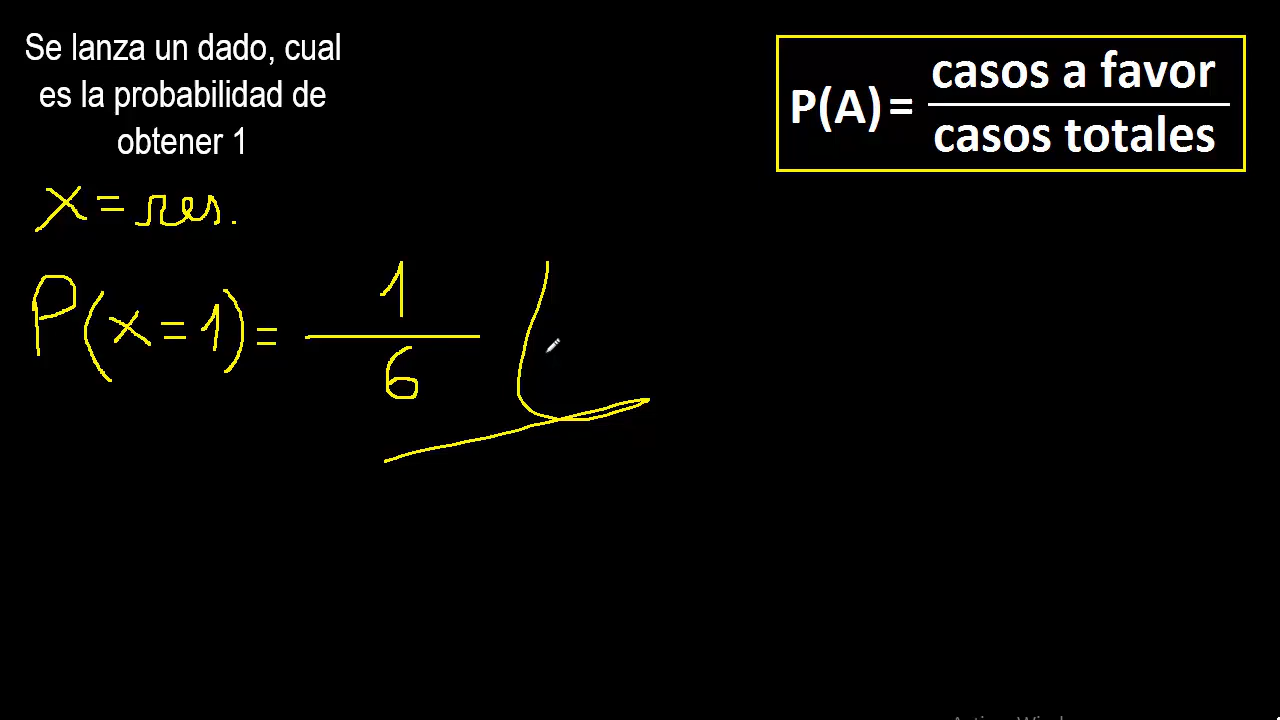 Se lanza un dado, cual
es la probabilidad de
obtener 1
P(A) = casos a favor
casos totales
x = res.
P(x=1) = 1
6